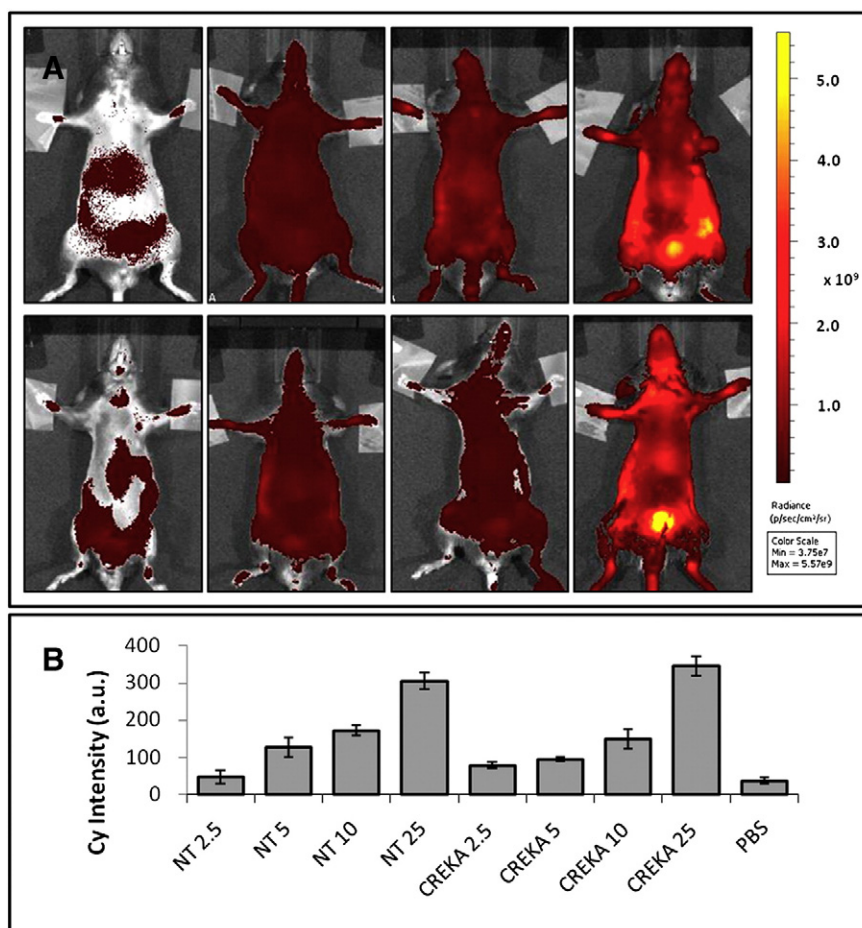 A
5.0
4.0
3.0
x 10⁹
2.0
1.0
Radiance
(p/sec/cm²/sr)
Color Scale
Min = 3.75e7
Max = 5.57e9
B
Cy Intensity (a.u.)
400
300
200
100
0
NT 2.5
NT 5
NT 10
NT 25
CREKA 2.5
CREKA 5
CREKA 10
CREKA 25
PBS